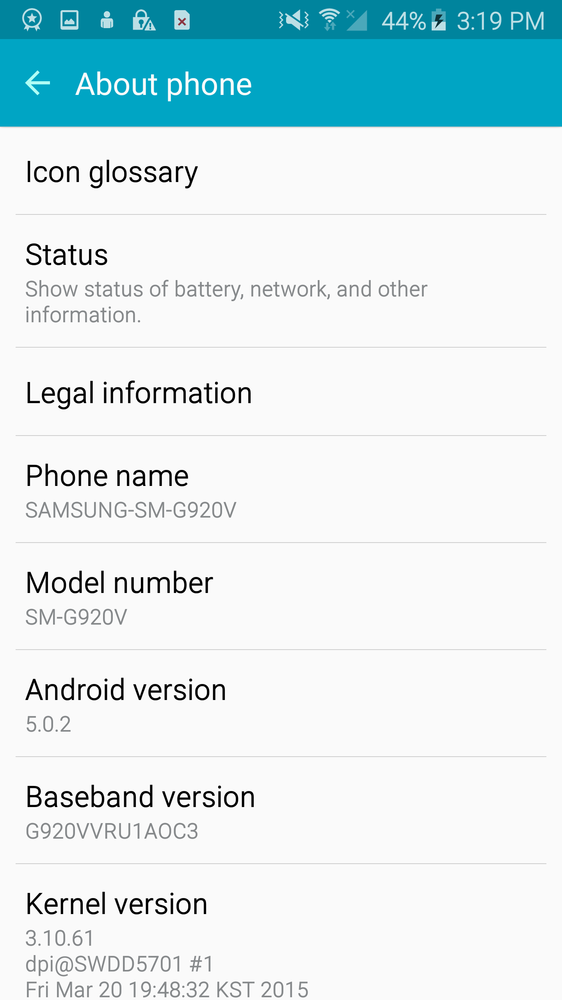 44% 3:19 PM
About phone
Icon glossary
Status
Show status of battery, network, and other
information.
Legal information
Phone name
SAMSUNG-SM-G920V
Model number
SM-G920V
Android version
5.0.2
Baseband version
G920VVRU1AOC3
Kernel version
3.10.61
dpi@SWDD5701 #1
Fri Mar 20 19:48:32 KST 2015